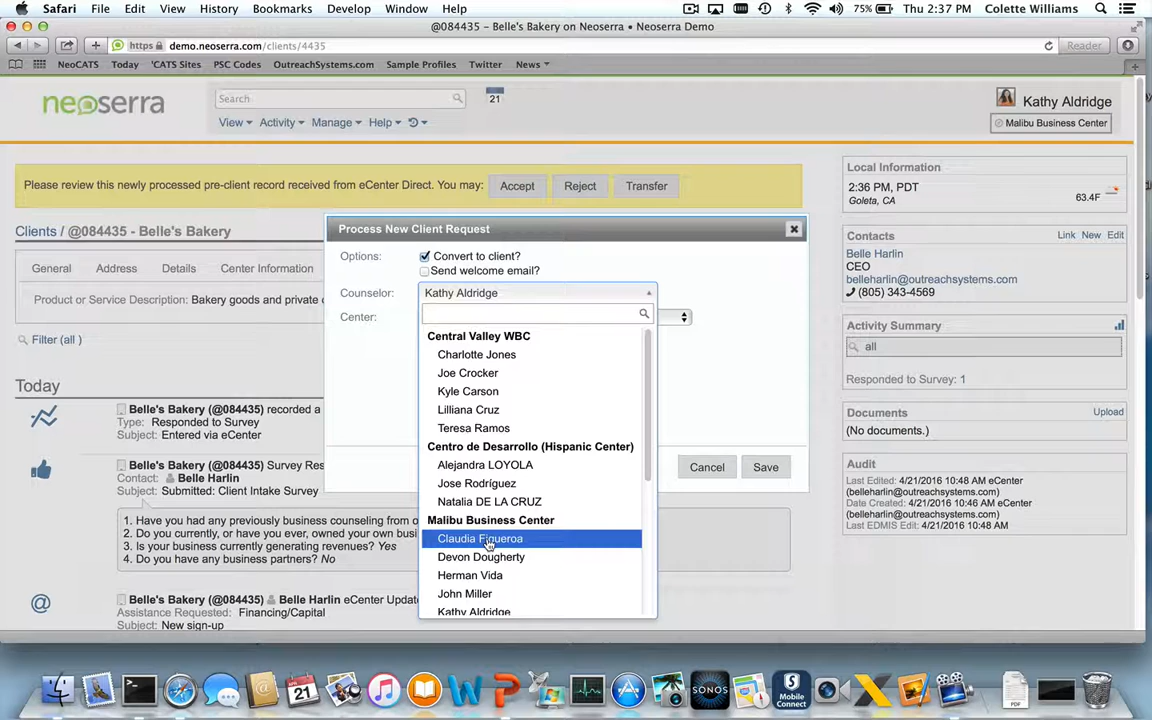 Safari File Edit View History Bookmarks Develop Window Help 75% Thu 2:37 PM Colette Williams
@084435 – Belle's Bakery on Neoserra • Neoserra Demo
https demo.neoserra.com/clients/4435 Reader
NeoCATS Today 'CATS Sites PSC Codes OutreachSystems.com Sample Profiles Twitter News
neoserra
Search
21
View Activity Manage Help
Kathy Aldridge
Malibu Business Center
Please review this newly processed pre-client record received from eCenter Direct. You may: Accept Reject Transfer
Clients / @084435 - Belle's Bakery
General Address Details Center Information
Product or Service Description: Bakery goods and private
Filter (all )
Process New Client Request
Options: Convert to client?
Send welcome email?
Counselor: Kathy Aldridge
Center:
Central Valley WBC
Charlotte Jones
Joe Crocker
Kyle Carson
Lilliana Cruz
Teresa Ramos
Centro de Desarrollo (Hispanic Center)
Alejandra LOYOLA
Jose Rodríguez
Natalia DE LA CRUZ
Malibu Business Center
Claudia Figueroa
Devon Dougherty
Herman Vida
John Miller
Kathy Aldridge
Cancel Save
Today
Belle's Bakery (@084435) recorded a
Type: Responded to Survey
Subject: Entered via eCenter
Belle's Bakery (@084435) Survey Res
Contact: Belle Harlin
Subject: Submitted: Client Intake Survey
1. Have you had any previously business counseling from o
2. Do you currently, or have you ever, owned your own busi
3. Is your business currently generating revenues? Yes
4. Do you have any business partners? No
@
Belle's Bakery (@084435) Belle Harlin eCenter Update
Assistance Requested: Financing/Capital
Subject: New sign-up
Local Information
2:36 PM, PDT
Goleta, CA
63.4F
Contacts Link New Edit
Belle Harlin
CEO
belleharlin@outreachsystems.com
(805) 343-4569
Activity Summary
all
Responded to Survey: 1
Documents Upload
(No documents.)
Audit
Last Edited: 4/21/2016 10:48 AM eCenter
(belleharlin@outreachsystems.com)
Date Created: 4/21/2016 10:46 AM eCenter
(belleharlin@outreachsystems.com)
Last EDMIS Edit: 4/21/2016 10:46 AM
SONOS
Mobile
Connect
PDF